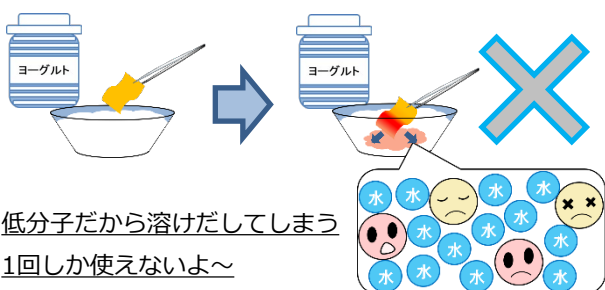 ヨーグルト
ヨーグルト
低分子だから溶けだしてしまう
1回しか使えないよ～
水 水 水 水
水 水
水 水 水
水 水 水 水